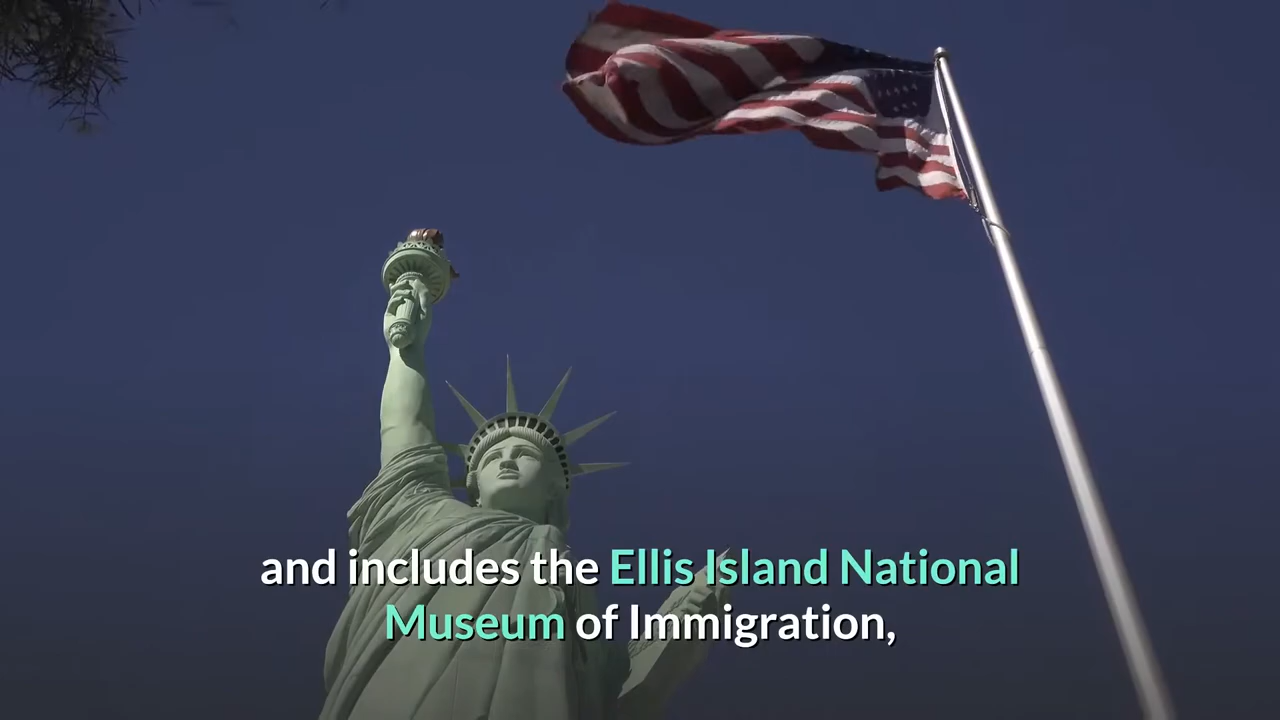 and includes the Ellis Island National
Museum of Immigration,